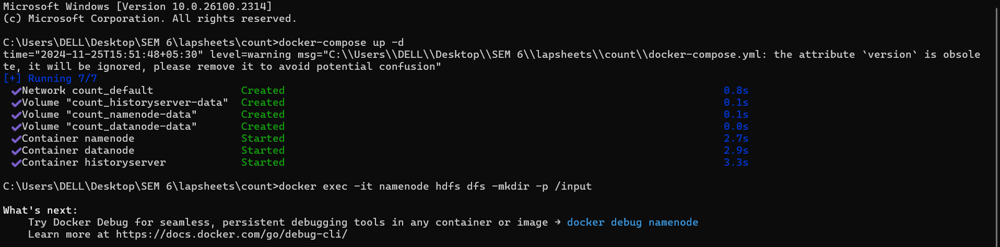 Microsoft Windows [Version 10.0.26100.2314]
(c) Microsoft Corporation. All rights reserved.
C:\Users\DELL\Desktop\SEM 6\lapsheets\count>docker-compose up -d
time="2024-11-25T15:51:48+05:30" level=warning msg="C:\\Users\\DELL\\Desktop\\SEM 6\\lapsheets\\count\\docker-compose.yml: the attribute `version` is obsole
te, it will be ignored, please remove it to avoid potential confusion"
[+] Running 7/7
✔Network count_default Created 0.8s
✔Volume "count_historyserver-data" Created 0.1s
✔Volume "count_namenode-data" Created 0.1s
✔Volume "count_datanode-data" Created 0.0s
✔Container namenode Started 2.7s
✔Container datanode Started 2.9s
✔Container historyserver Started 3.3s
C:\Users\DELL\Desktop\SEM 6\lapsheets\count>docker exec -it namenode hdfs dfs -mkdir -p /input
What's next:
Try Docker Debug for seamless, persistent debugging tools in any container or image → docker debug namenode
Learn more at https://docs.docker.com/go/debug-cli/